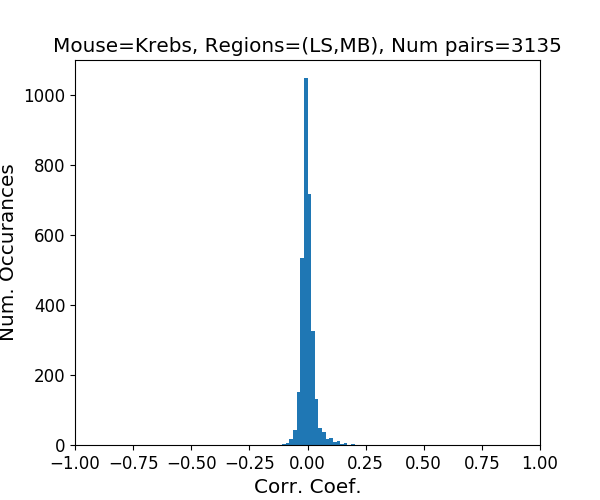 Mouse=Krebs, Regions=(LS,MB), Num pairs=3135
1000
800
600
400
200
0
Num. Occurances
−1.00 −0.75 −0.50 −0.25 0.00 0.25 0.50 0.75 1.00
Corr. Coef.